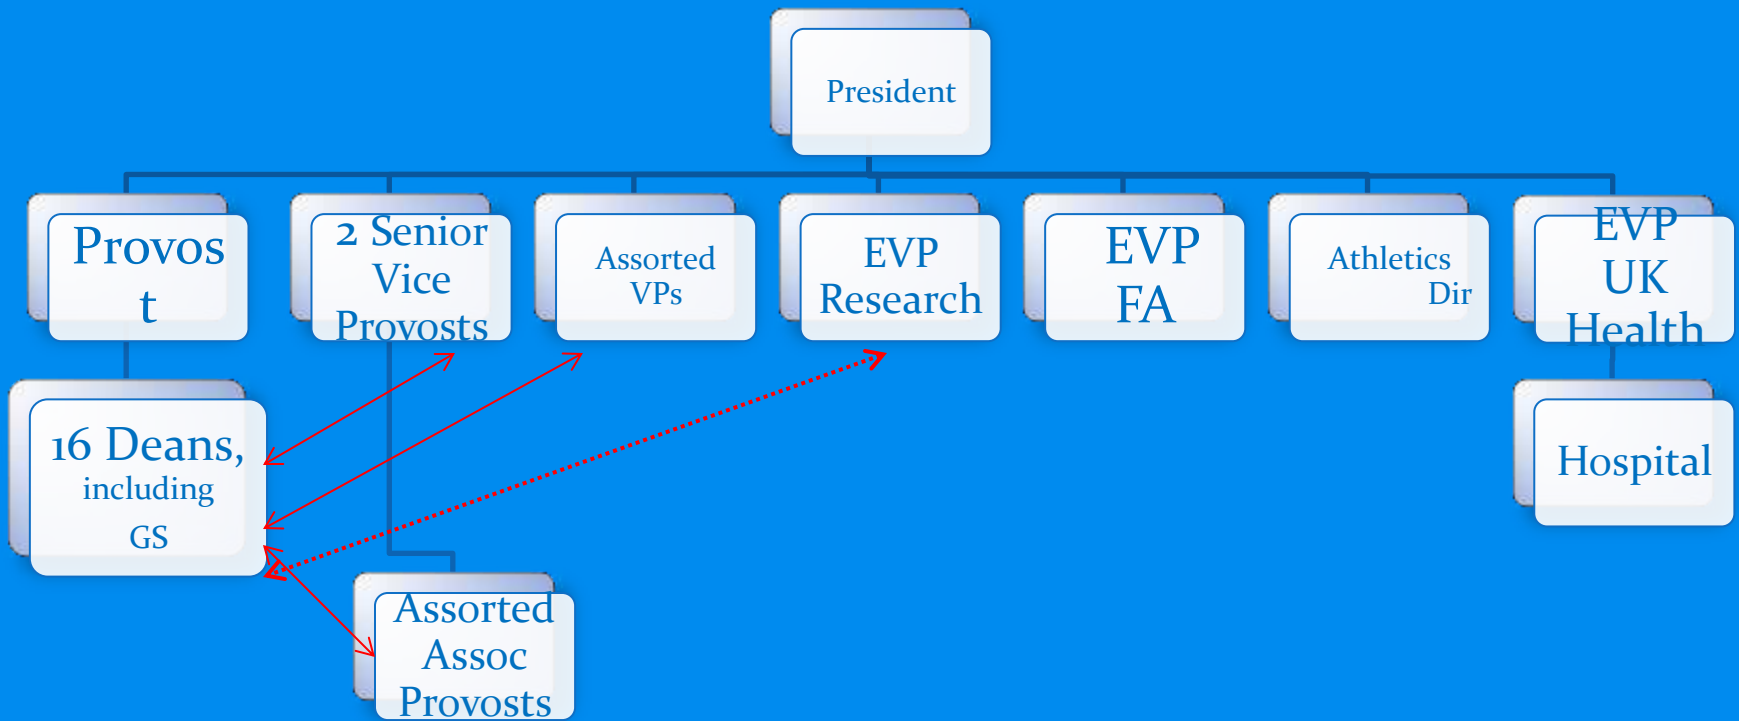 President
Provos
t
2 Senior
Vice
Provosts
Assorted
VPs
EVP
Research
EVP
FA
Athletics
Dir
EVP
UK
Health
16 Deans,
including
GS
Hospital
Assorted
Assoc
Provosts